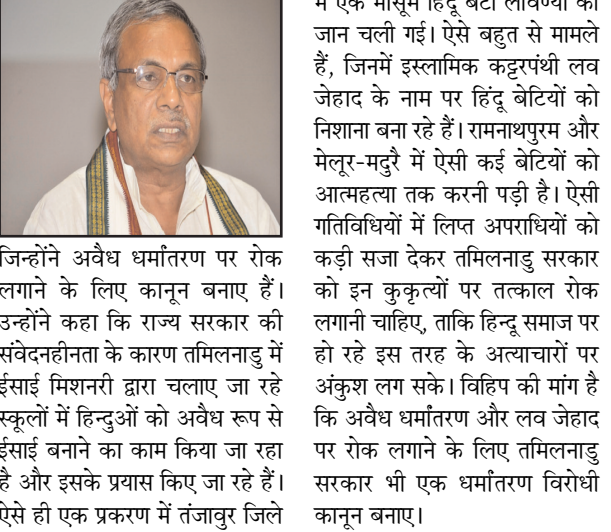 जिन्होंने अवैध धर्मांतरण पर रोक
लगाने के लिए कानून बनाए हैं।
उन्होंने कहा कि राज्य सरकार की
संवेदनहीनता के कारण तमिलनाडु में
ईसाई मिशनरी द्वारा चलाए जा रहे
स्कूलों में हिन्दुओं को अवैध रूप से
ईसाई बनाने का काम किया जा रहा
है और इसके प्रयास किए जा रहे हैं।
ऐसे ही एक प्रकरण में तंजावुर जिले
में एक मासूम हिंदू बेटी लावण्या की
जान चली गई। ऐसे बहुत से मामले
हैं, जिनमें इस्लामिक कट्टरपंथी लव
जेहाद के नाम पर हिंदू बेटियों को
निशाना बना रहे हैं। रामनाथपुरम और
मेलूर-मदुरै में ऐसी कई बेटियों को
आत्महत्या तक करनी पड़ी है। ऐसी
गतिविधियों में लिप्त अपराधियों को
कड़ी सजा देकर तमिलनाडु सरकार
को इन कुकृत्यों पर तत्काल रोक
लगानी चाहिए, ताकि हिन्दू समाज पर
हो रहे इस तरह के अत्याचारों पर
अंकुश लग सके। विहिप की मांग है
कि अवैध धर्मांतरण और लव जेहाद
पर रोक लगाने के लिए तमिलनाडु
सरकार भी एक धर्मांतरण विरोधी
कानून बनाए।